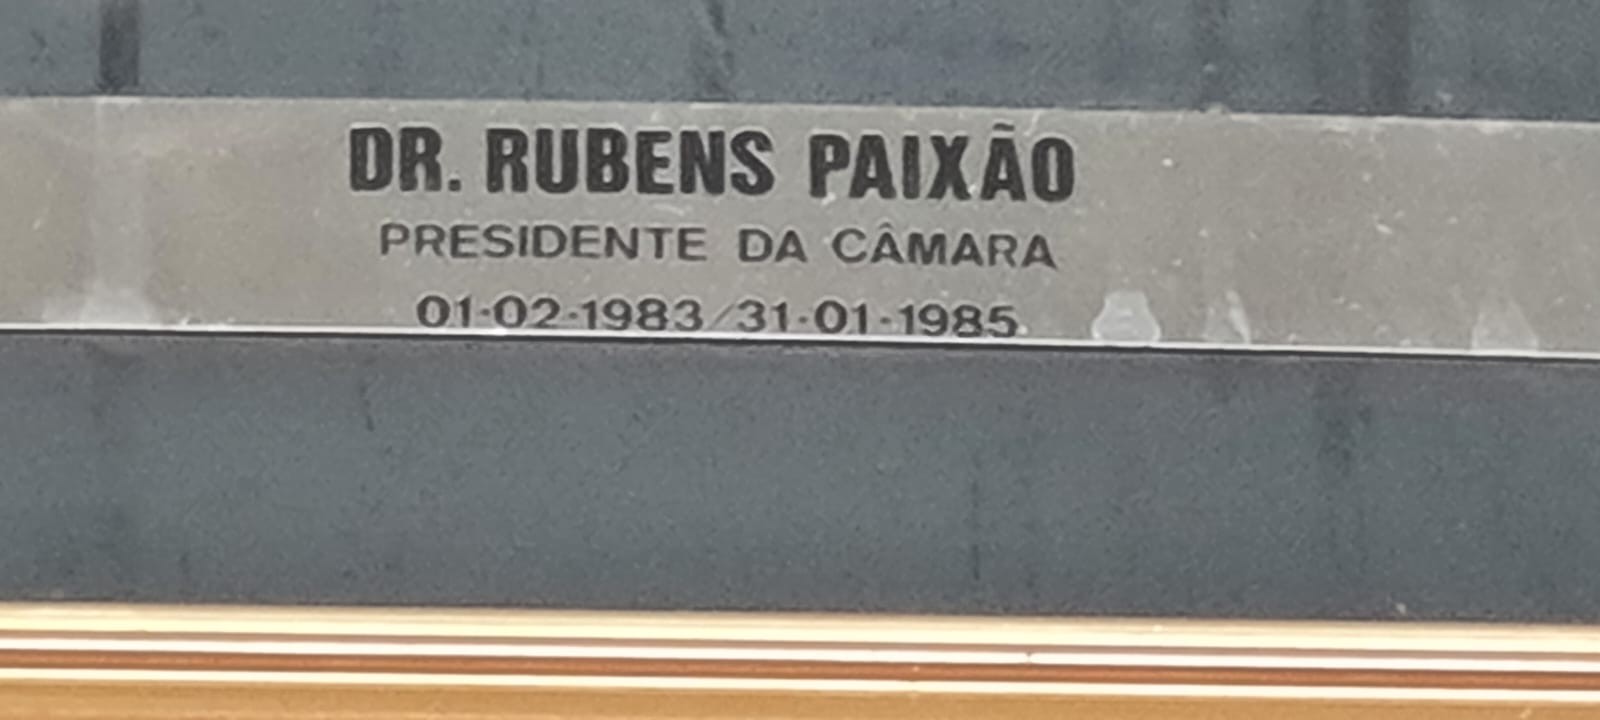 DR. RUBENS PAIXÃO
PRESIDENTE DA CÂMARA
01-02-1983/31-01-1985